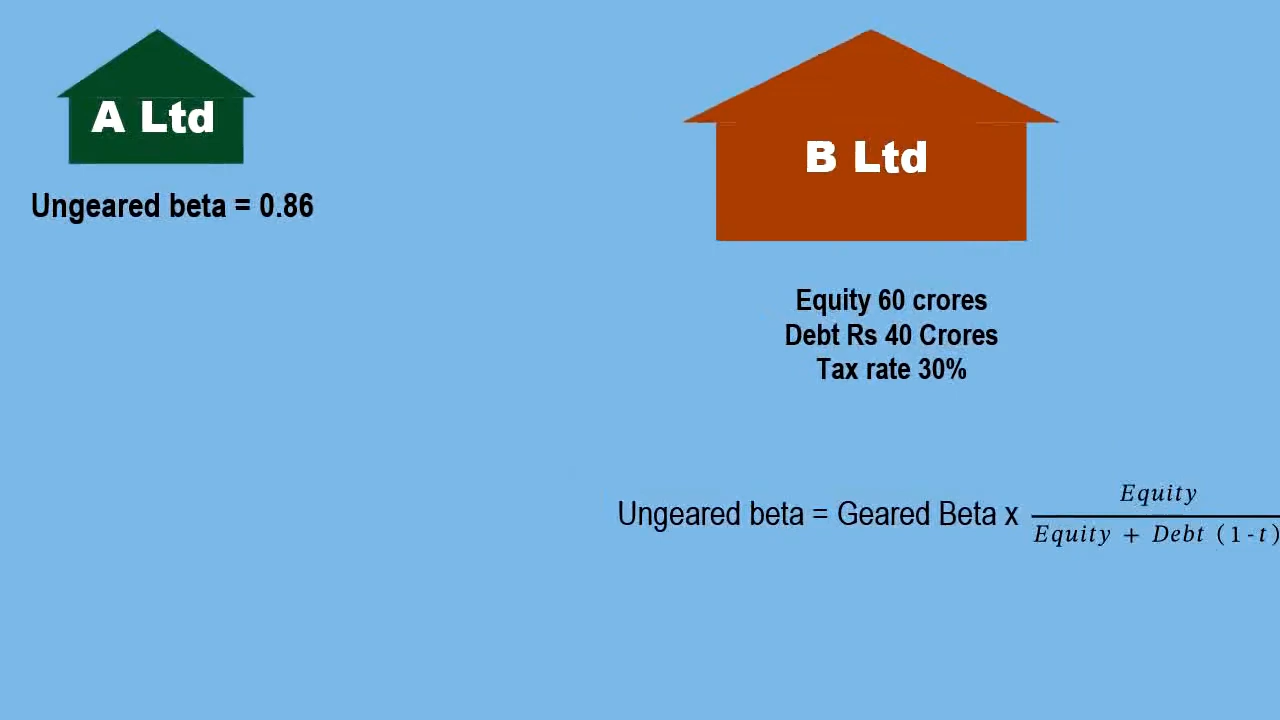 A Ltd
B Ltd
Ungeared beta = 0.86
Equity 60 crores
Debt Rs 40 Crores
Tax rate 30%
Ungeared beta = Geared Beta x Equity / Equity + Debt (1-t)